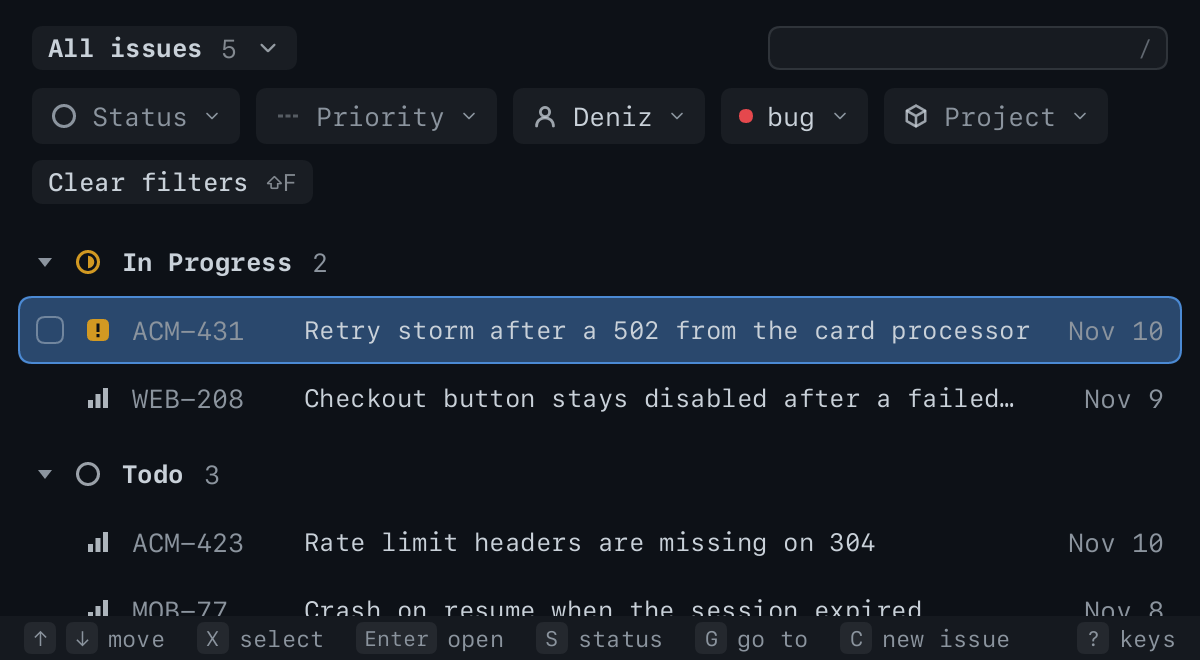 All issues 5 /
Status Priority Deniz bug Project
Clear filters ⇧F
In Progress 2
ACM-431 Retry storm after a 502 from the card processor Nov 10
WEB-208 Checkout button stays disabled after a failed… Nov 9
Todo 3
ACM-423 Rate limit headers are missing on 304 Nov 10
MOB-77 Crash on resume when the session expired Nov 8
↑ ↓ move X select Enter open S status G go to C new issue ? keys